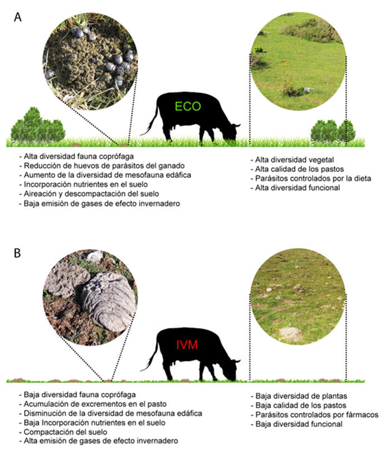 A
ECO
- Alta diversidad fauna coprófaga
- Reducción de huevos de parásitos del ganado
- Aumento de la diversidad de mesofauna edáfica
- Incorporación nutrientes en el suelo
- Aireación y descompactación del suelo
- Baja emisión de gases de efecto invernadero
- Alta diversidad vegetal
- Alta calidad de los pastos
- Parásitos controlados por la dieta
- Alta diversidad funcional
B
IVM
- Baja diversidad fauna coprófaga
- Acumulación de excrementos en el pasto
- Disminución de la diversidad de mesofauna edáfica
- Baja Incorporación nutrientes en el suelo
- Compactación del suelo
- Alta emisión de gases de efecto invernadero
- Baja diversidad de plantas
- Baja calidad de los pastos
- Parásitos controlados por fármacos
- Baja diversidad funcional